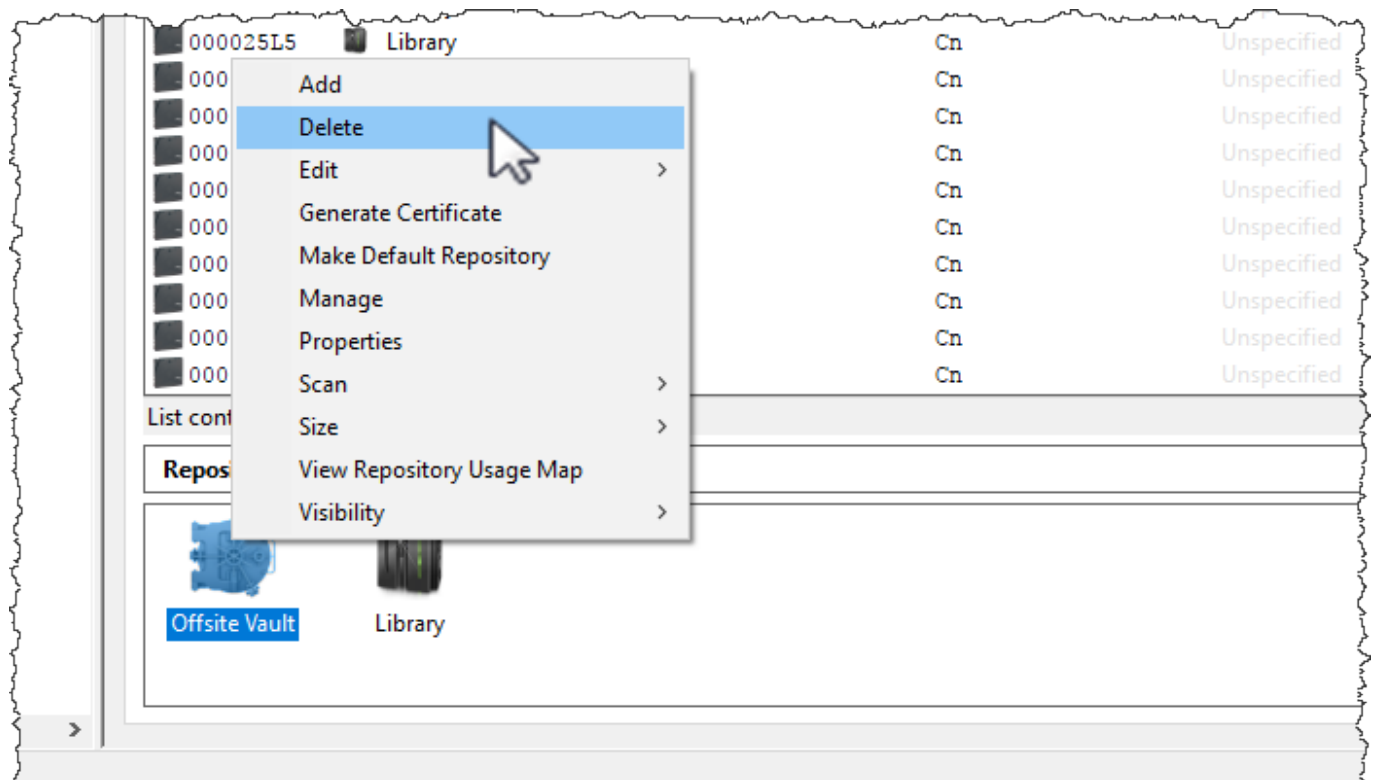 000025L5 Library Cn Unspecified
000 Cn Unspecified
000 Cn Unspecified
000 Cn Unspecified
000 Cn Unspecified
000 Cn Unspecified
000 Cn Unspecified
000 Cn Unspecified
000 Cn Unspecified
000 Cn Unspecified
Add
Delete
Edit
Generate Certificate
Make Default Repository
Manage
Properties
Scan
Size
View Repository Usage Map
Visibility
List cont
Reposi
Offsite Vault Library